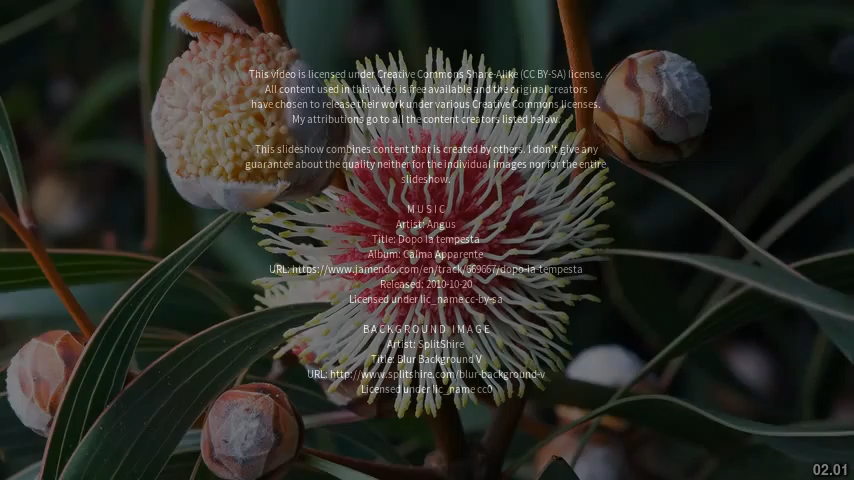 This video is licensed under Creative Commons Share-Alike (CC BY-SA) license.
All content used in this video is free available and the original creators
have chosen to release their work under various Creative Commons licenses.
My attributions go to all the content creators listed below.
This slideshow combines content that is created by others. I don't give any
guarantee about the quality neither for the individual images nor for the entire
slideshow.
MUSIC
Artist: Angus
Title: Dopo la tempesta
Album: Calma Apparente
URL: https://www.jamendo.com/en/track/669667/dopo-la-tempesta
Released: 2010-10-20
Licensed under lic_name cc-by-sa
BACKGROUND IMAGE
Artist: SplitShire
Title: Blur Background V
URL: http://www.splitshire.com/blur-background-v
Licensed under lic_name cc0
02.01